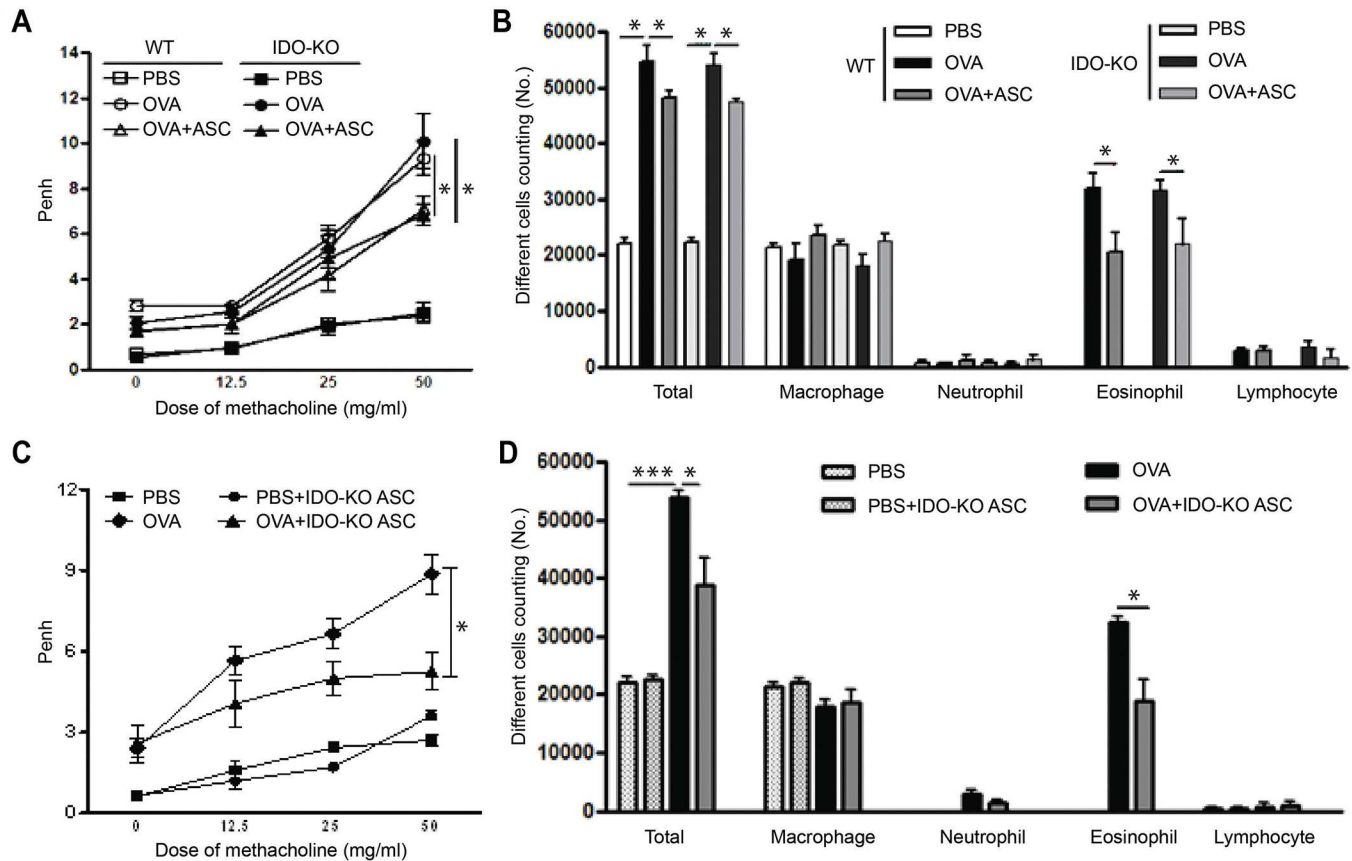 A
WT IDO-KO
PBS PBS
OVA OVA
OVA+ASC OVA+ASC
14
12
10
8
6
4
2
0
Penh
* *
0 12.5 25 50
Dose of methacholine (mg/ml)
B
WT
PBS
OVA
OVA+ASC
IDO-KO
PBS
OVA
OVA+ASC
60000
50000
40000
30000
20000
10000
0
Different cells counting (No.)
* * * *
* *
Total Macrophage Neutrophil Eosinophil Lymphocyte
C
PBS PBS+IDO-KO ASC
OVA OVA+IDO-KO ASC
12
9
6
3
0
Penh
*
0 12.5 25 50
Dose of methacholine (mg/ml)
D
PBS OVA
PBS+IDO-KO ASC OVA+IDO-KO ASC
60000
50000
40000
30000
20000
10000
0
Different cells counting (No.)
*** *
*
Total Macrophage Neutrophil Eosinophil Lymphocyte